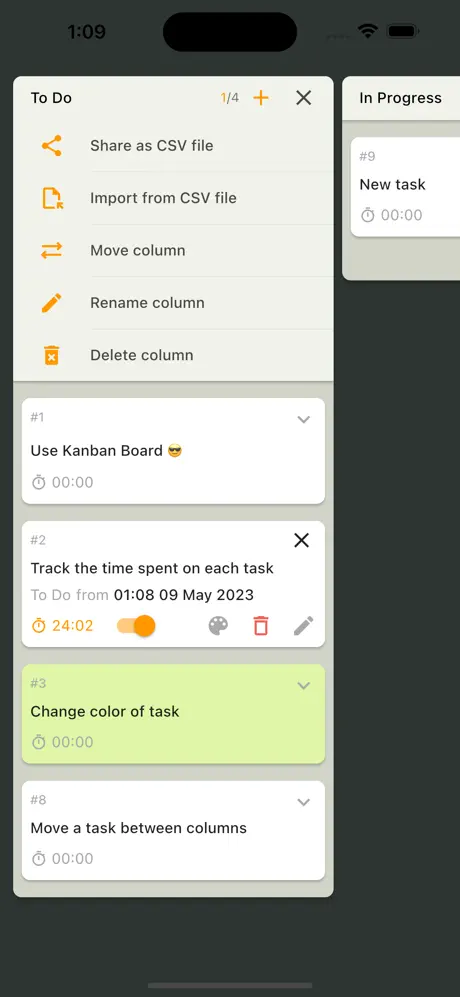 1:09
To Do
1/4
In Progress
Share as CSV file
Import from CSV file
Move column
Rename column
Delete column
#9
New task
00:00
#1
Use Kanban Board 😎
00:00
#2
Track the time spent on each task
To Do from 01:08 09 May 2023
24:02
#3
Change color of task
00:00
#8
Move a task between columns
00:00